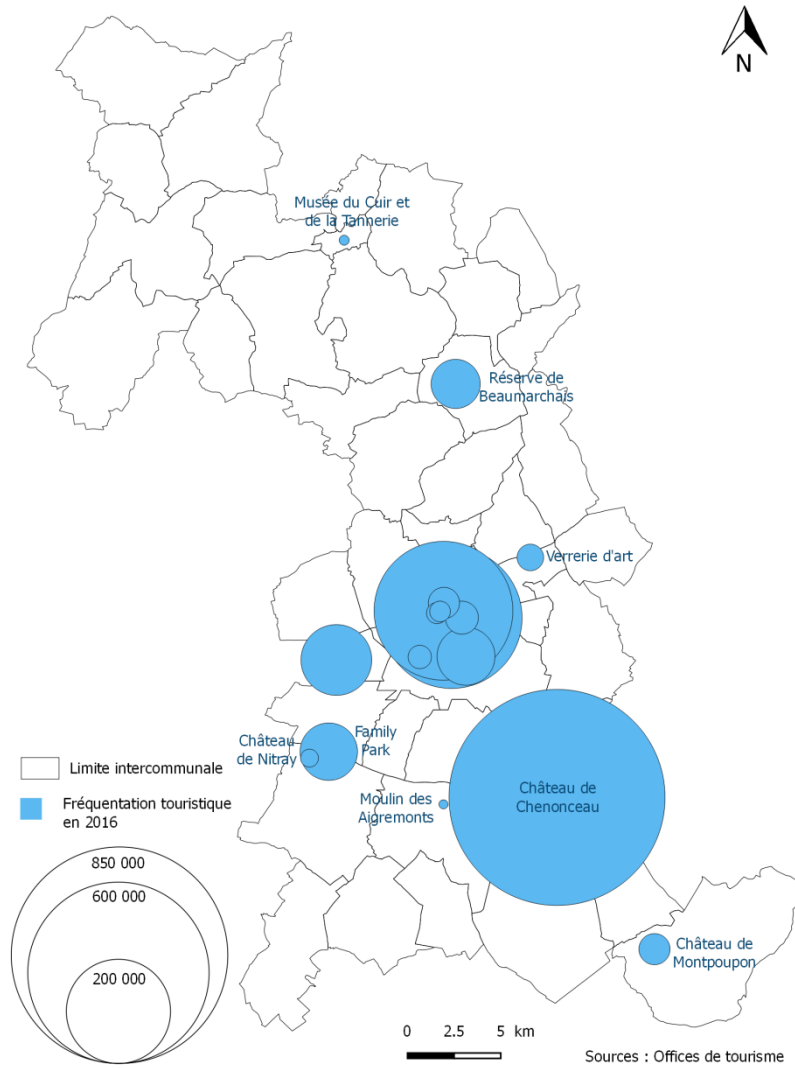 N
Musée du Cuir et
de la Tannerie
Réserve de
Beaumarchais
Verrerie d'art
Château
de Nitray
Family
Park
Château de
Chenonceau
Moulin des
Aigremonts
Limite intercommunale
Fréquentation touristique
en 2016
850 000
600 000
200 000
Château de
Montpoupon
0 2.5 5 km
Sources : Offices de tourisme